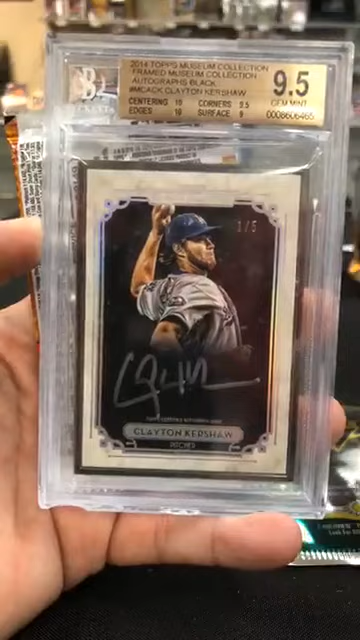 2014 TOPPS MUSEUM COLLECTION
FRAMED MUSEUM COLLECTION
AUTOGRAPHS BLACK
#MCACK CLAYTON KERSHAW
CENTERING 10 CORNERS 9.5
EDGES 10 SURFACE 9
9.5
GEM MINT
0008606465
1/5
CLAYTON KERSHAW
PITCHER